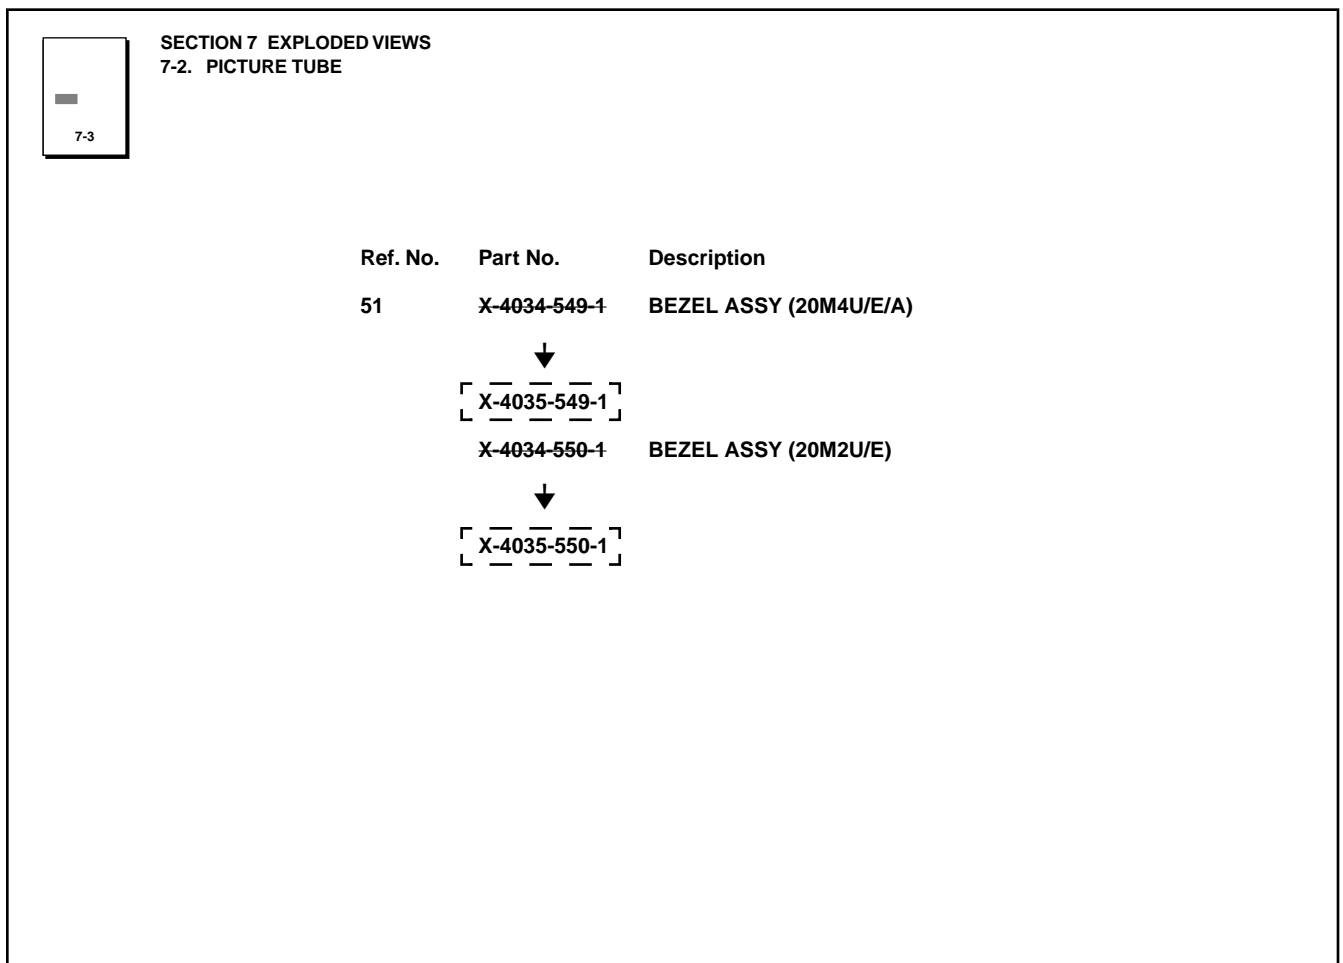 SECTION 7 EXPLODED VIEWS
7-2. PICTURE TUBE
7-3
Ref. No. Part No. Description
51 X-4034-549-1 BEZEL ASSY (20M4U/E/A)
X-4035-549-1
X-4034-550-1 BEZEL ASSY (20M2U/E)
X-4035-550-1